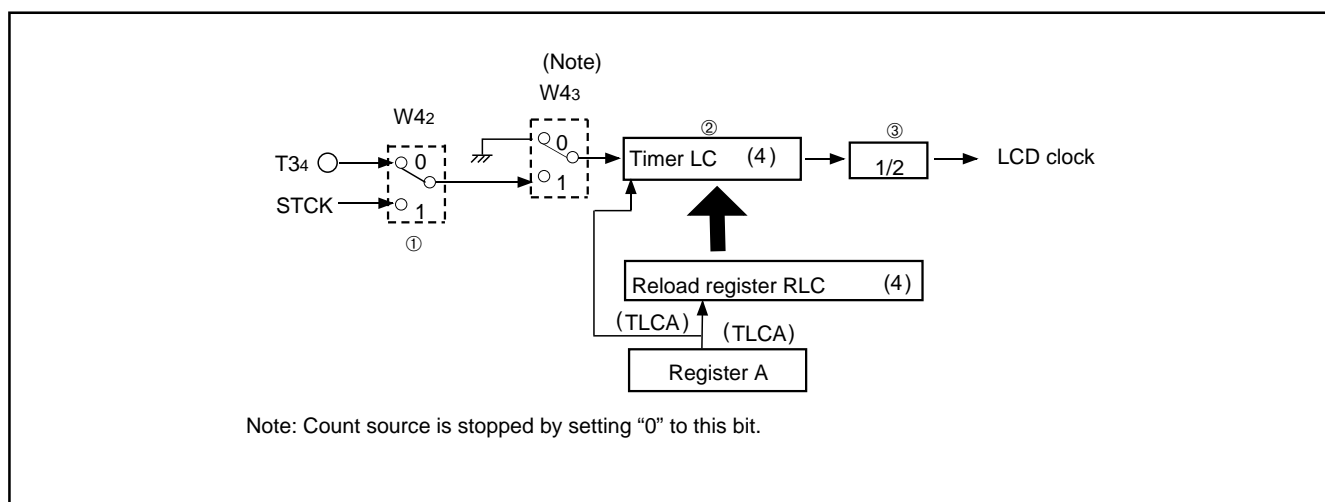 (Note)
W43
W42
0
1
T34
STCK
0
1
①
②
Timer LC (4)
③
1/2
LCD clock
Reload register RLC (4)
(TLCA)
(TLCA)
Register A
Note: Count source is stopped by setting “0” to this bit.